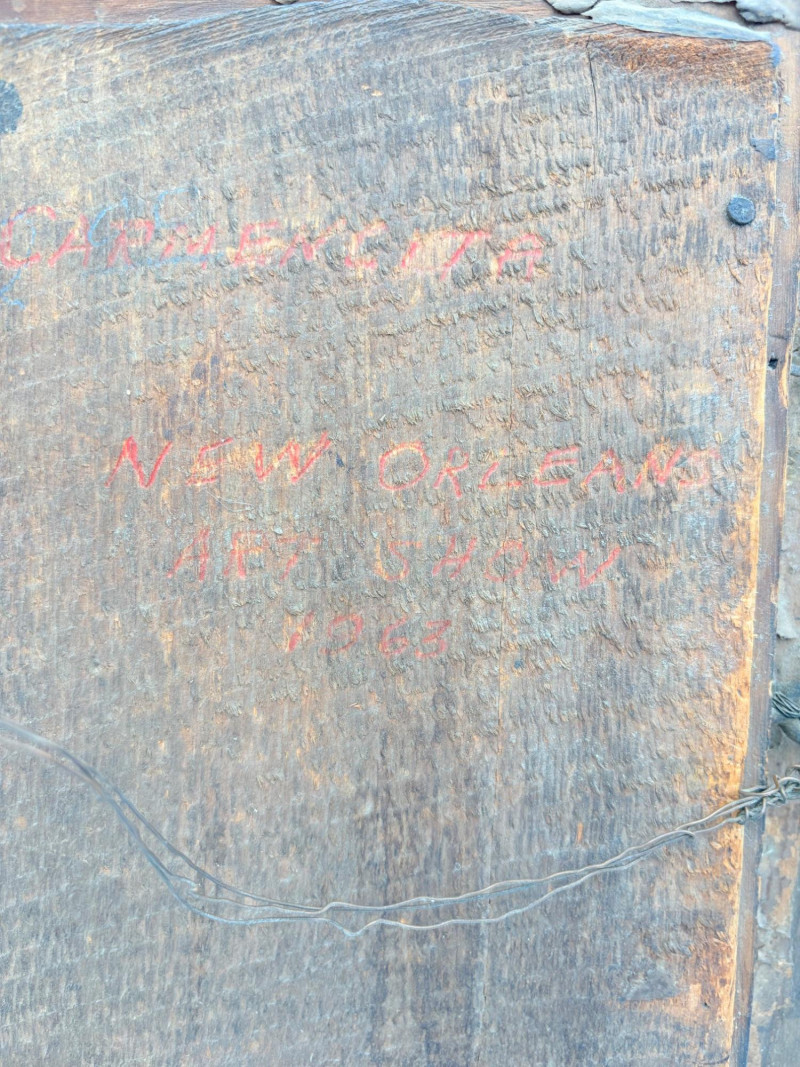 CARMENCITA
NEW ORLEANS
ART SHOW
1963